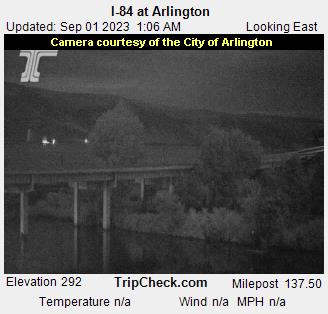 I-84 at Arlington
Updated: Sep 01 2023 1:06 AM Looking East
Camera courtesy of the City of Arlington
Elevation 292 TripCheck.com Milepost 137.50
Temperature n/a Wind n/a MPH n/a